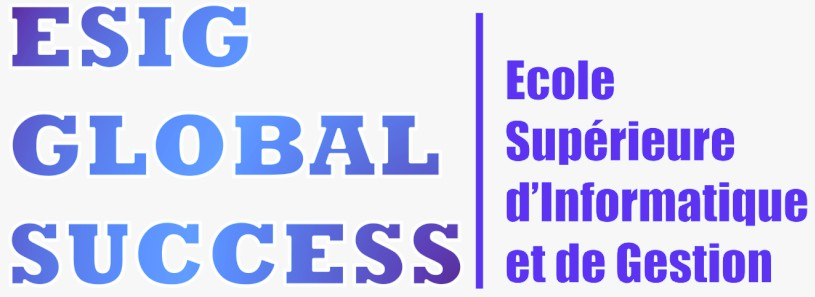 ESIG
GLOBAL
SUCCESS
Ecole
Supérieure
d'Informatique
et de Gestion